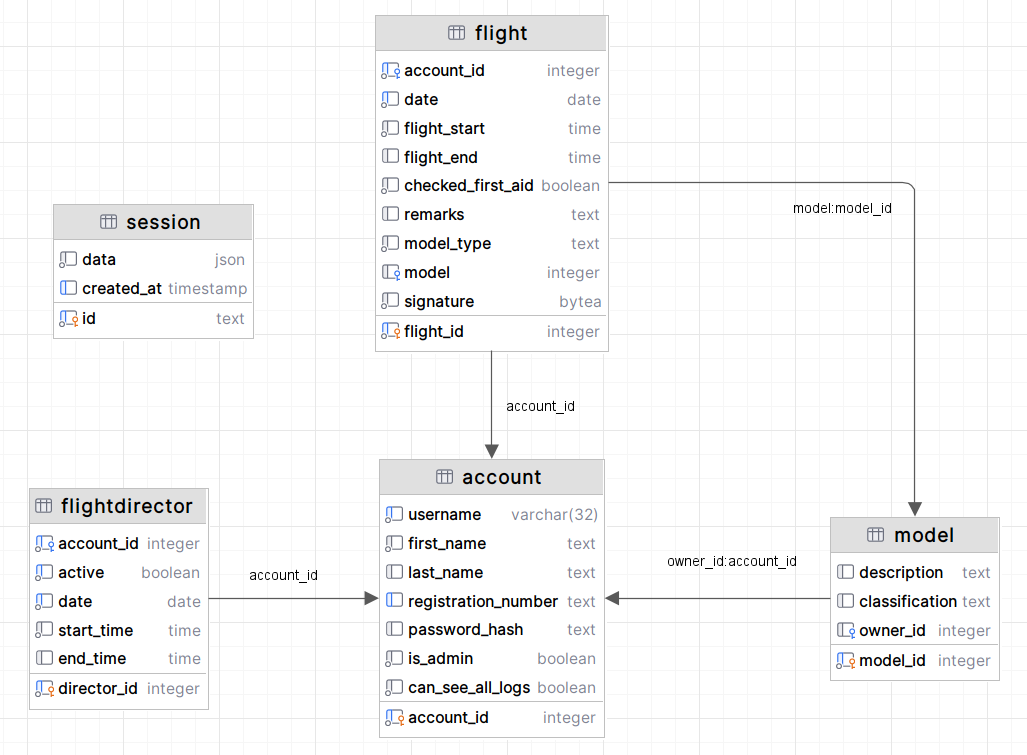 flight
account_id integer
date date
flight_start time
flight_end time
checked_first_aid boolean
remarks text
model_type text
model integer
signature bytea
flight_id integer
model:model_id
session
data json
created_at timestamp
id text
account_id
flightdirector
account_id integer
active boolean
date date
start_time time
end_time time
director_id integer
account_id
account
username varchar(32)
first_name text
last_name text
registration_number text
password_hash text
is_admin boolean
can_see_all_logs boolean
account_id integer
owner_id:account_id
model
description text
classification text
owner_id integer
model_id integer